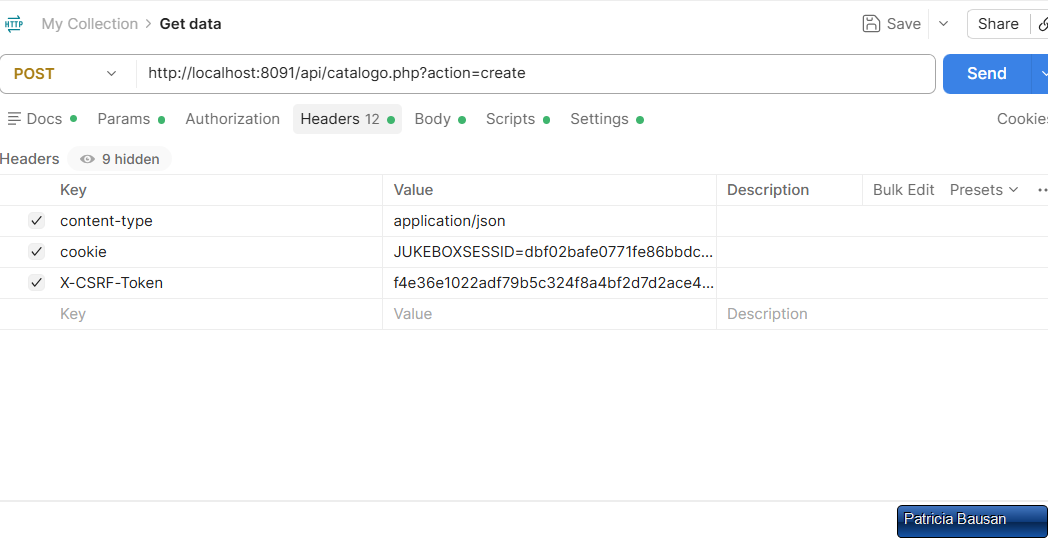 HTTP My Collection > Get data Save Share
POST http://localhost:8091/api/catalogo.php?action=create Send
Docs Params Authorization Headers 12 Body Scripts Settings Cookies
Headers 9 hidden
Key Value Description Bulk Edit Presets ...
content-type application/json
cookie JUKEBOXSESSID=dbf02bafe0771fe86bbdc...
X-CSRF-Token f4e36e1022adf79b5c324f8a4bf2d7d2ace4...
Key Value Description
Patricia Bausan